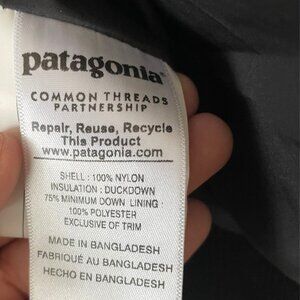 patagonia®
COMMON THREADS
PARTNERSHIP
Repair, Reuse, Recycle
This Product
www.patagonia.com
SHELL : 100% NYLON
INSULATION : DUCKDOWN
75% MINIMUM DOWN LINING :
100% POLYESTER
EXCLUSIVE OF TRIM
MADE IN BANGLADESH
FABRIQUÉ AU BANGLADESH
HECHO EN BANGLADESH